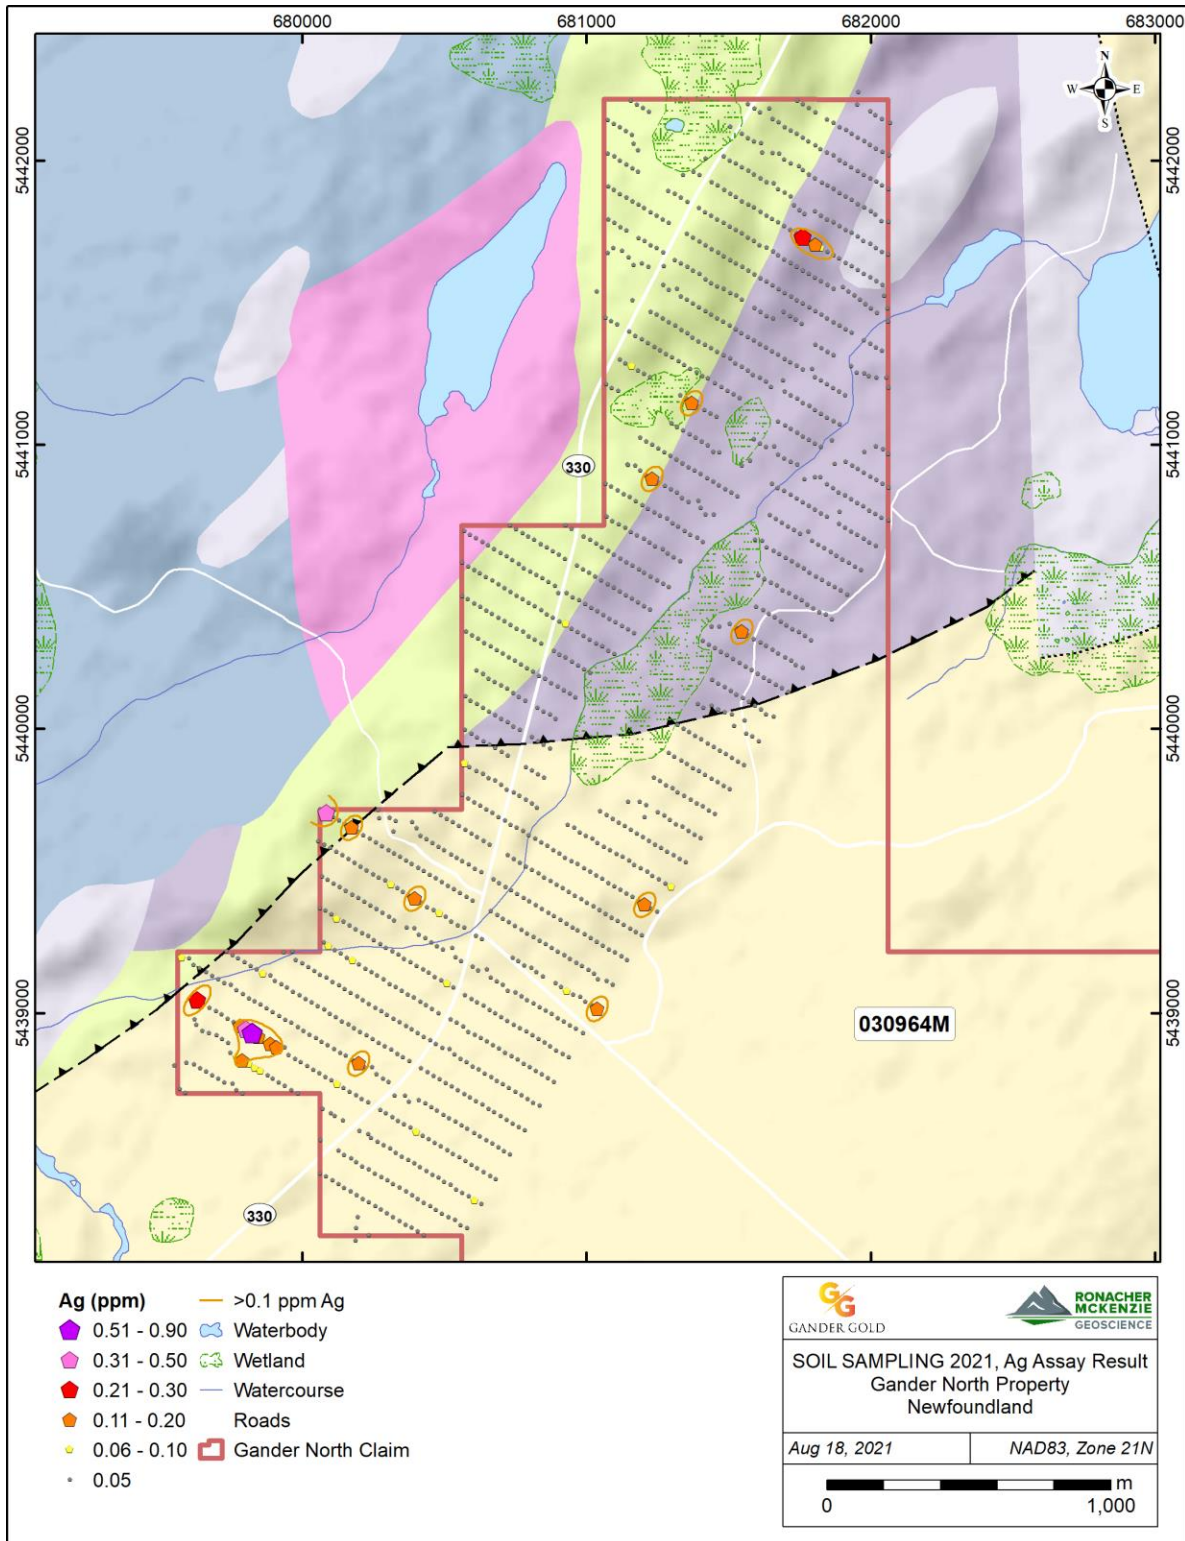 680000
681000
682000
683000
N
W
E
S
5442000
5442000
5441000
5441000
330
5440000
5440000
5439000
5439000
030964M
330
Ag (ppm)
0.51 - 0.90
0.31 - 0.50
0.21 - 0.30
0.11 - 0.20
0.06 - 0.10
0.05
>0.1 ppm Ag
Waterbody
Wetland
Watercourse
Roads
Gander North Claim
GG
GANDER GOLD
RONACHER
MCKENZIE
GEOSCIENCE
SOIL SAMPLING 2021, Ag Assay Result
Gander North Property
Newfoundland
Aug 18, 2021
NAD83, Zone 21N
m
0
1,000